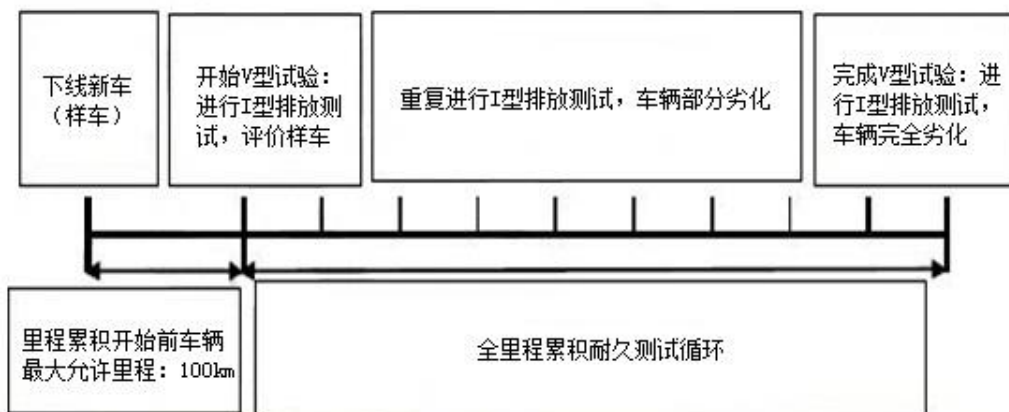 下线新车
（样车）
开始V型试验：
进行I型排放测
试，评价样车
重复进行I型排放测试，车辆部分劣化
完成V型试验：进
行I型排放测试，
车辆完全劣化
里程累积开始前车辆
最大允许里程：100km
全里程累积耐久测试循环